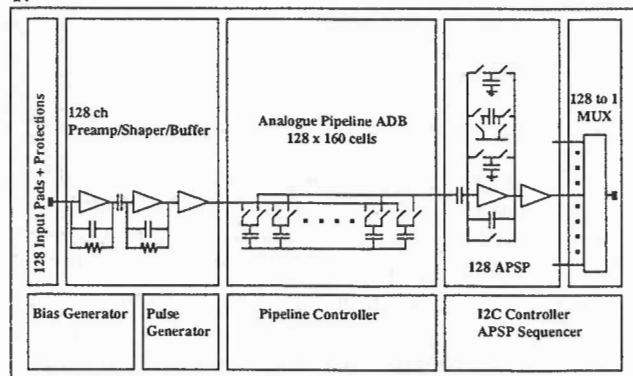 128 Input Pads + Protections
128 ch
Preamp/Shaper/Buffer
Analogue Pipeline ADB
128 x 160 cells
128 APSP
128 to 1
MUX
Bias Generator
Pulse
Generator
Pipeline Controller
I2C Controller
APSP Sequencer